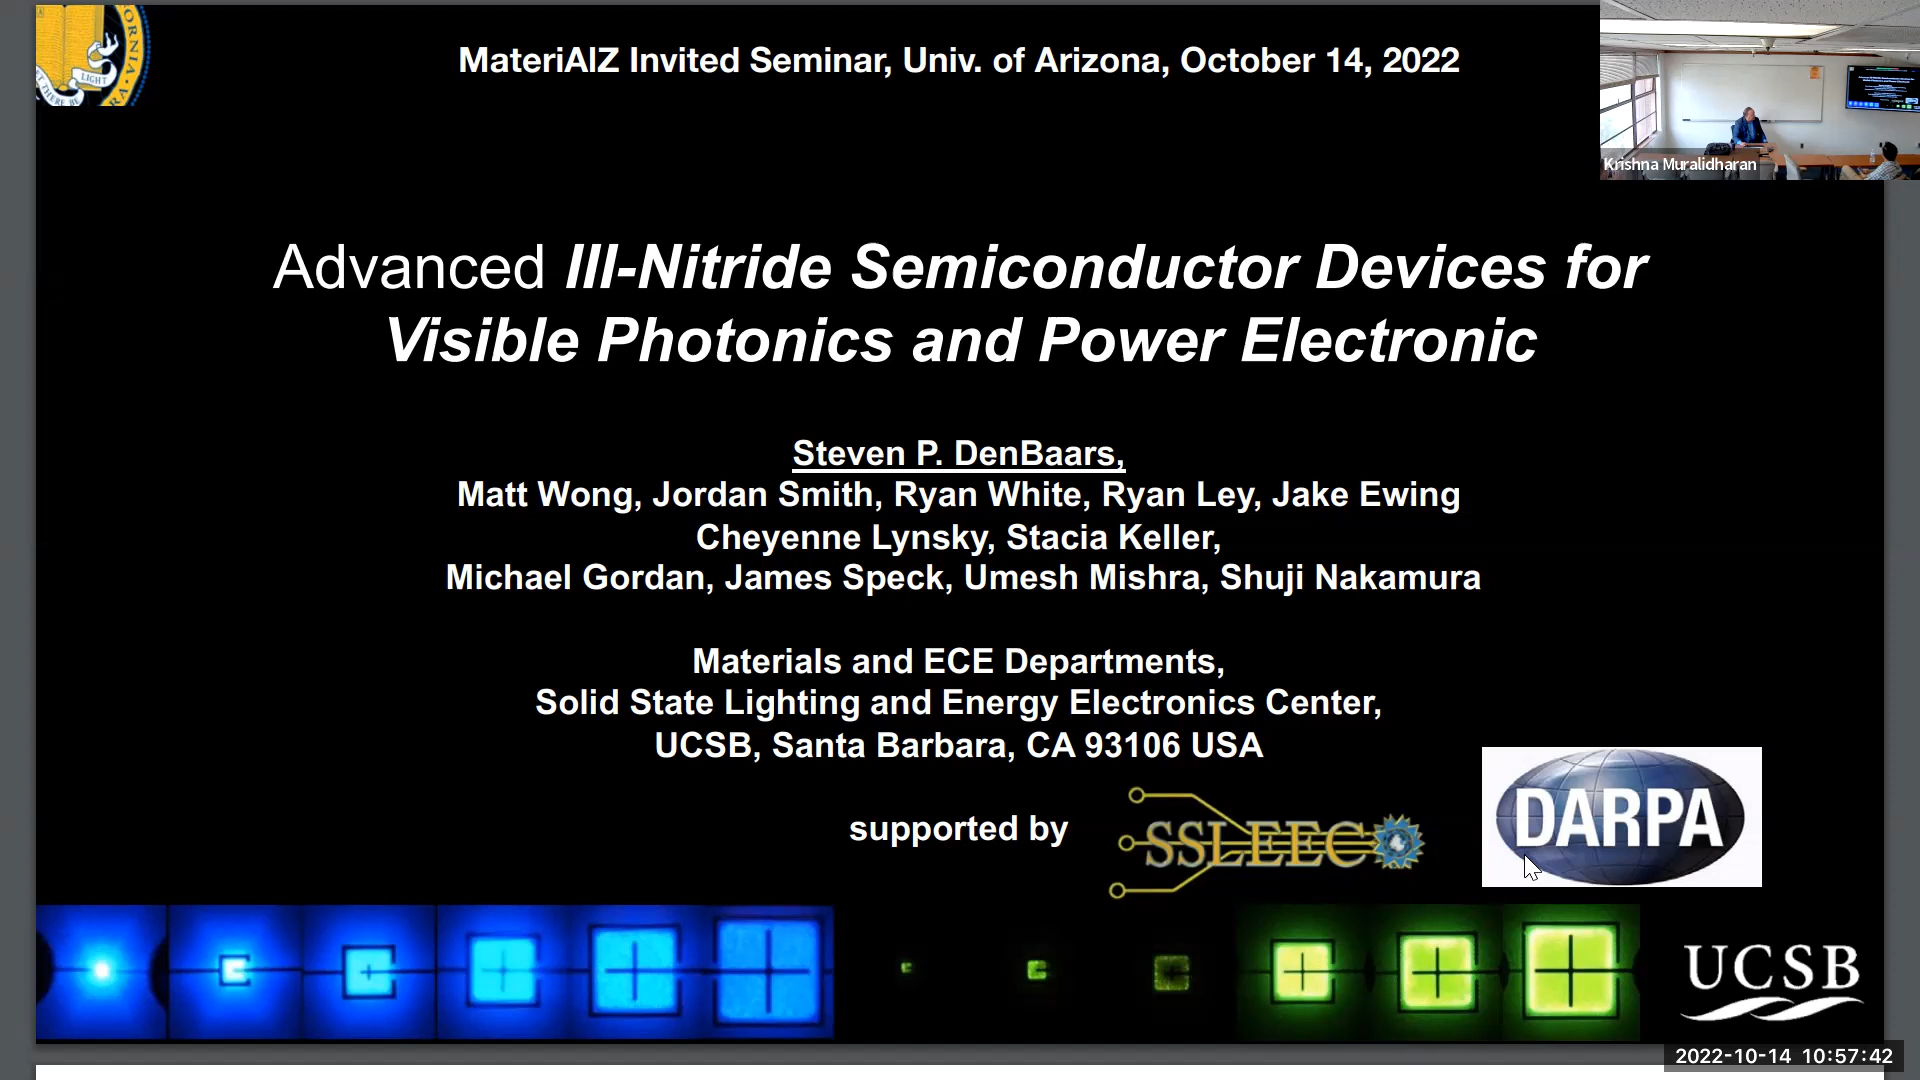 MateriAlZ Invited Seminar, Univ. of Arizona, October 14, 2022
LIGHT
Krishna Muralidharan
Advanced III-Nitride Semiconductor Devices for
Visible Photonics and Power Electronic
Steven P. DenBaars,
Matt Wong, Jordan Smith, Ryan White, Ryan Ley, Jake Ewing
Cheyenne Lynsky, Stacia Keller,
Michael Gordan, James Speck, Umesh Mishra, Shuji Nakamura
Materials and ECE Departments,
Solid State Lighting and Energy Electronics Center,
UCSB, Santa Barbara, CA 93106 USA
supported by
SSLEEC
DARPA
UCSB
2022-10-14 10:57:42